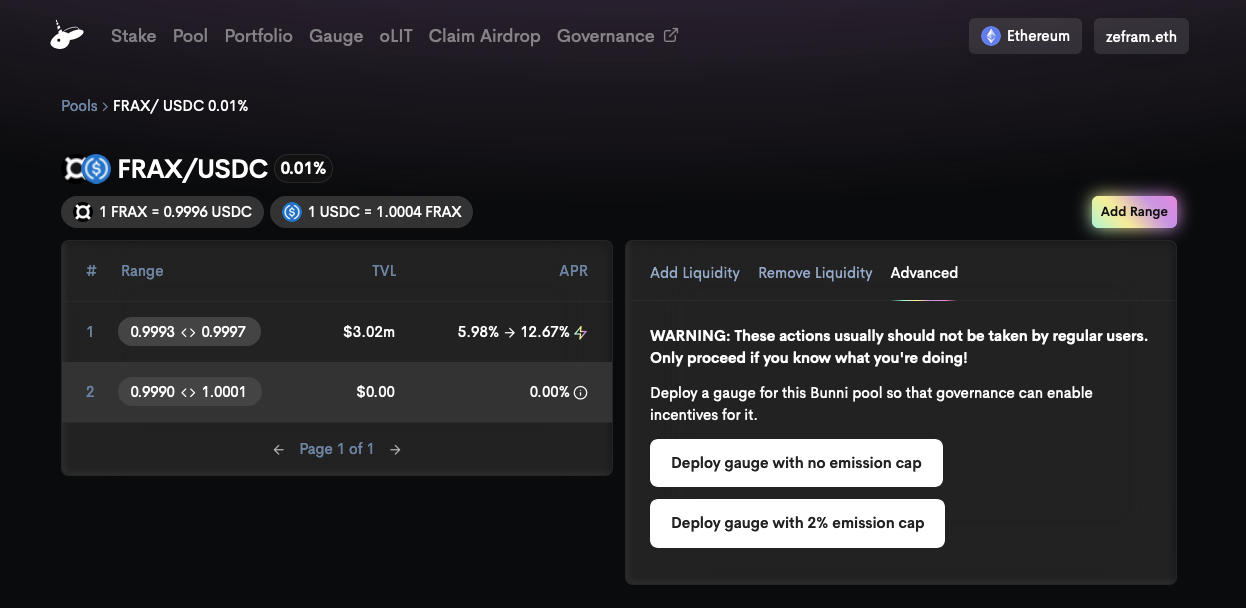 Stake Pool Portfolio Gauge oLIT Claim Airdrop Governance Ethereum zefram.eth
Pools > FRAX/ USDC 0.01%
FRAX/USDC 0.01%
1 FRAX = 0.9996 USDC 1 USDC = 1.0004 FRAX Add Range
# Range TVL APR
1 0.9993 <> 0.9997 $3.02m 5.98% → 12.67%
2 0.9990 <> 1.0001 $0.00 0.00%
← Page 1 of 1 →
Add Liquidity Remove Liquidity Advanced
WARNING: These actions usually should not be taken by regular users.
Only proceed if you know what you're doing!
Deploy a gauge for this Bunni pool so that governance can enable
incentives for it.
Deploy gauge with no emission cap
Deploy gauge with 2% emission cap